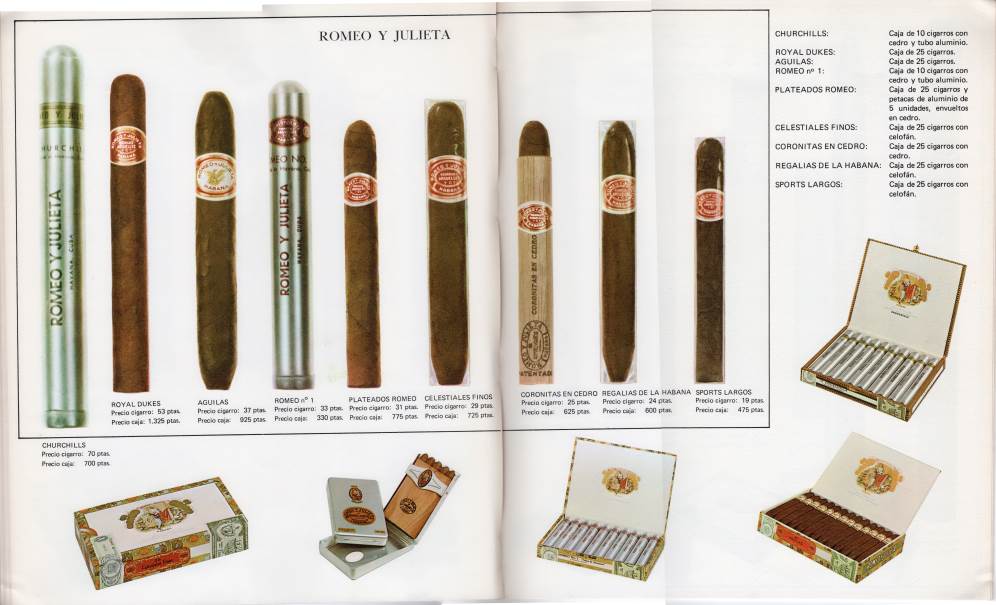 ROMEO Y JULIETA
ROMEO Y JULIETA
HABANA, CUBA
ROMEO Y JULIETA
HABANA, CUBA
HABANA
HABANA
CORONITAS EN CEDRO
ROYAL DUKES
Precio cigarro: 53 ptas.
Precio caja: 1.325 ptas.
AGUILAS
Precio cigarro: 37 ptas.
Precio caja: 925 ptas.
ROMEO nº 1
Precio cigarro: 33 ptas.
Precio caja: 330 ptas.
PLATEADOS ROMEO
Precio cigarro: 31 ptas.
Precio caja: 775 ptas.
CELESTIALES FINOS
Precio cigarro: 29 ptas.
Precio caja: 725 ptas.
CORONITAS EN CEDRO
Precio cigarro: 25 ptas.
Precio caja: 625 ptas.
REGALIAS DE LA HABANA
Precio cigarro: 24 ptas.
Precio caja: 600 ptas.
SPORTS LARGOS
Precio cigarro: 19 ptas.
Precio caja: 475 ptas.
CHURCHILLS
Precio cigarro: 70 ptas.
Precio caja: 700 ptas.
CHURCHILLS: Caja de 10 cigarros con
cedro y tubo aluminio.
ROYAL DUKES: Caja de 25 cigarros.
AGUILAS: Caja de 25 cigarros.
ROMEO nº 1: Caja de 10 cigarros con
cedro y tubo aluminio.
PLATEADOS ROMEO: Caja de 25 cigarros y
petacas de aluminio de
5 unidades, envueltos
en cedro.
CELESTIALES FINOS: Caja de 25 cigarros con
celofán.
CORONITAS EN CEDRO: Caja de 25 cigarros con
cedro.
REGALIAS DE LA HABANA: Caja de 25 cigarros con
celofán.
SPORTS LARGOS: Caja de 25 cigarros con
celofán.